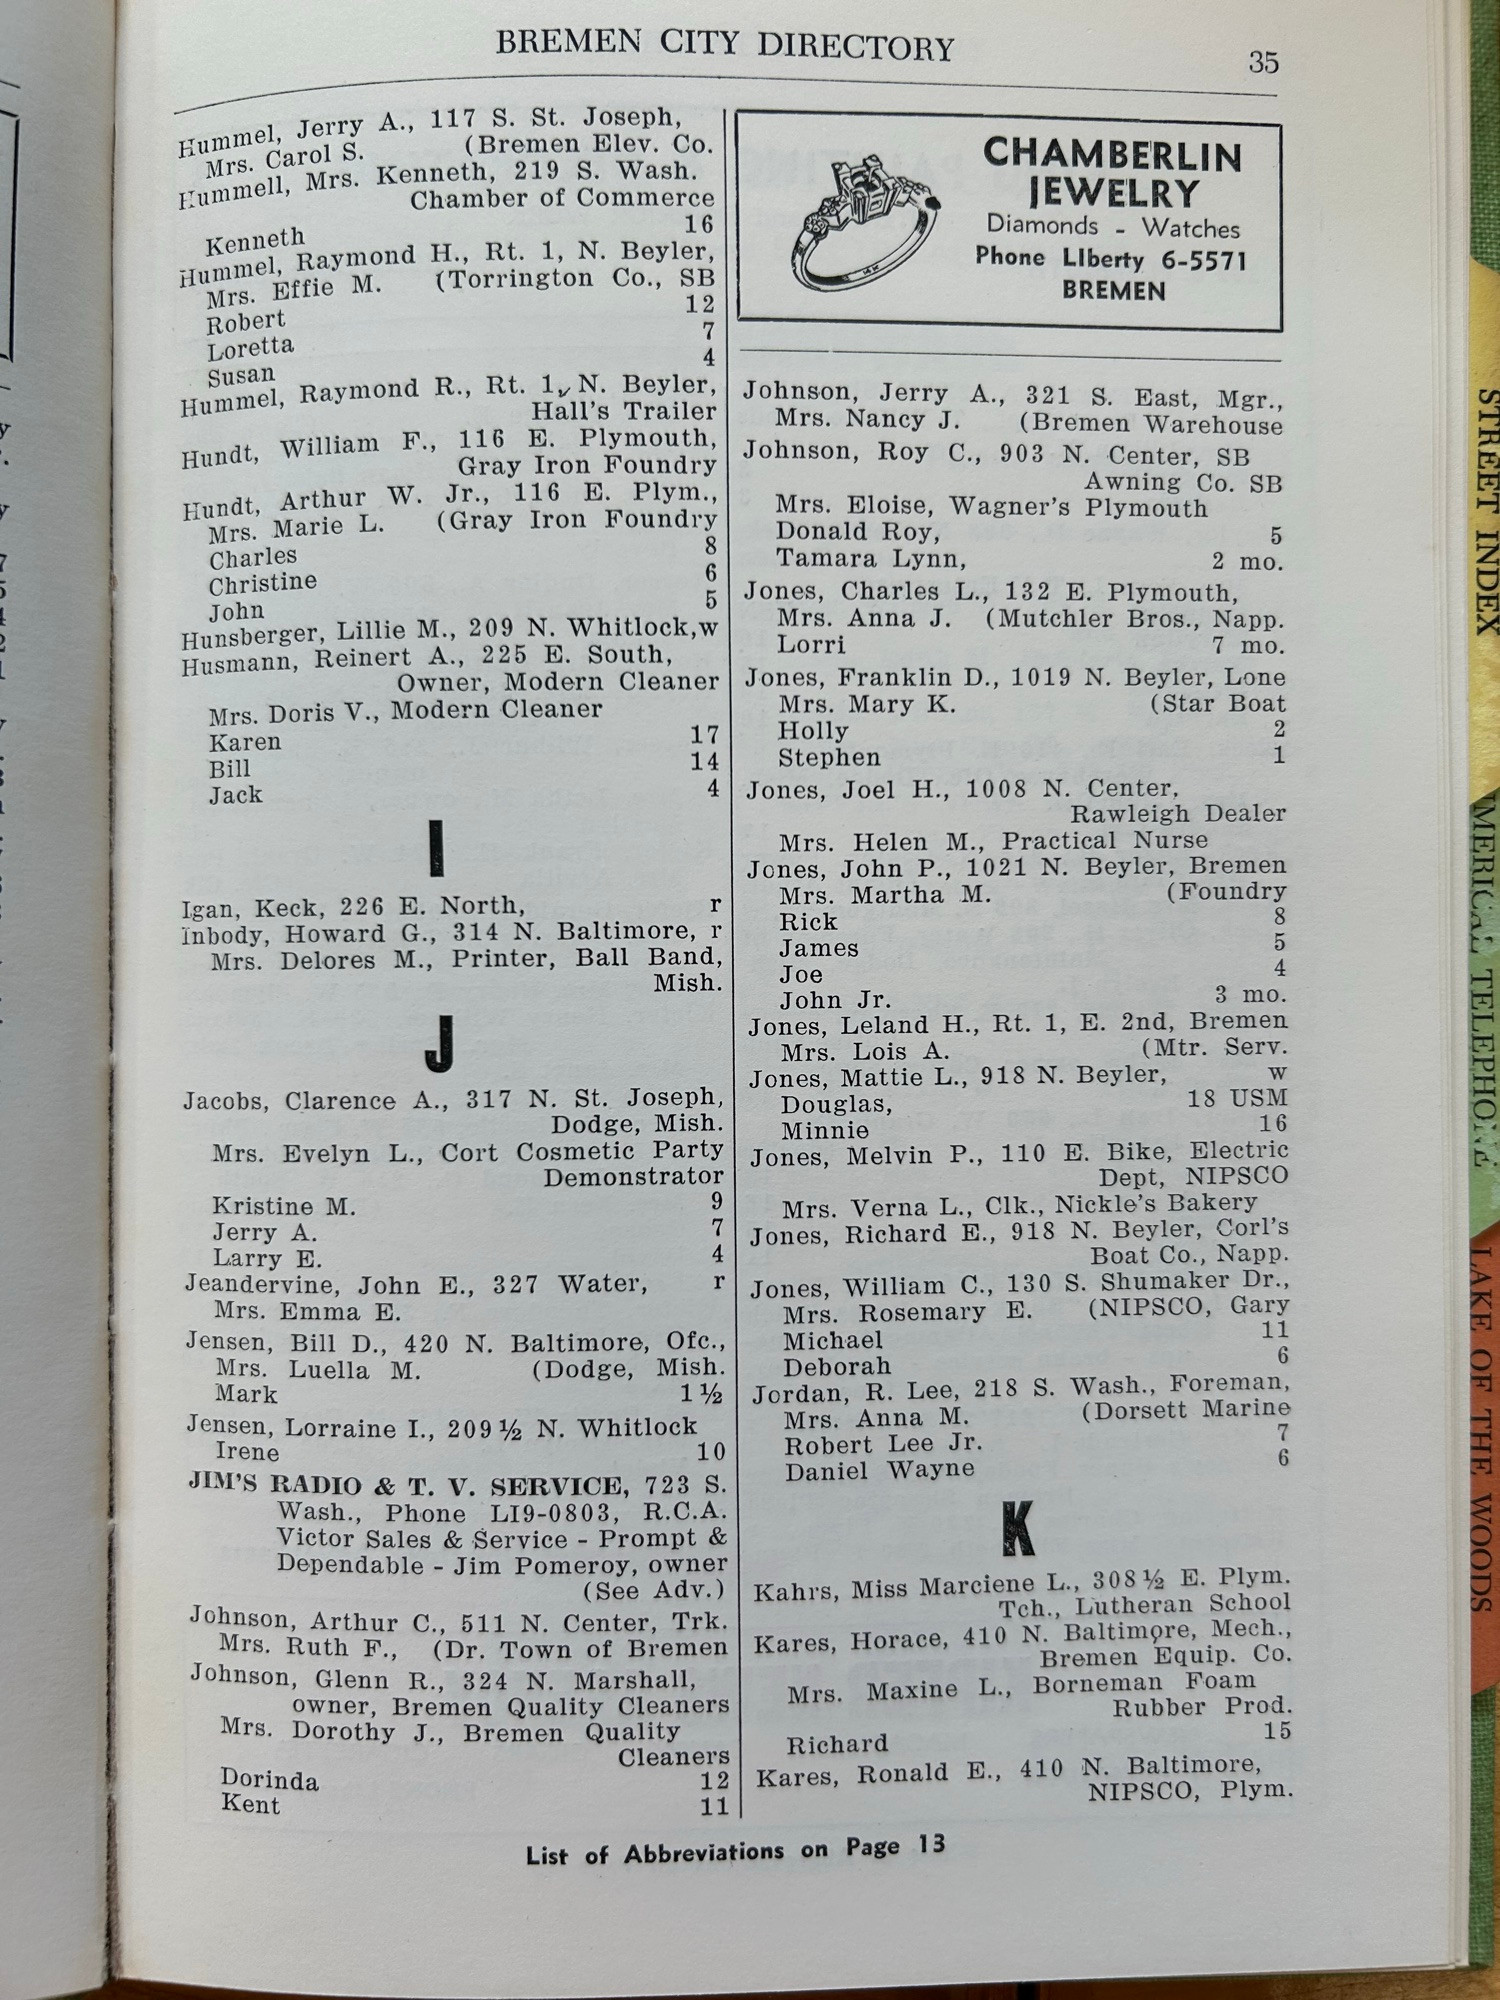 BREMEN CITY DIRECTORY
35
Hummel, Jerry A., 117 S. St. Joseph,
Mrs. Carol S. (Bremen Elev. Co.
Hummell, Mrs. Kenneth, 219 S. Wash.
Chamber of Commerce
Kenneth 16
Hummel, Raymond H., Rt. 1, N. Beyler,
Mrs. Effie M. (Torrington Co., SB
Robert 12
Loretta 7
Susan 4
Hummel, Raymond R., Rt. 1, N. Beyler,
Hall's Trailer
Hundt, William F., 116 E. Plymouth,
Gray Iron Foundry
Hundt, Arthur W. Jr., 116 E. Plym.,
Mrs. Marie L. (Gray Iron Foundry
Charles 8
Christine 6
John 5
Hunsberger, Lillie M., 209 N. Whitlock,w
Husmann, Reinert A., 225 E. South,
Owner, Modern Cleaner
Mrs. Doris V., Modern Cleaner
Karen 17
Bill 14
Jack 4
I
Igan, Keck, 226 E. North, r
Inbody, Howard G., 314 N. Baltimore, r
Mrs. Delores M., Printer, Ball Band,
Mish.
J
Jacobs, Clarence A., 317 N. St. Joseph,
Dodge, Mish.
Mrs. Evelyn L., Cort Cosmetic Party
Demonstrator
Kristine M. 9
Jerry A. 7
Larry E. 4
Jeandervine, John E., 327 Water, r
Mrs. Emma E.
Jensen, Bill D., 420 N. Baltimore, Ofc.,
Mrs. Luella M. (Dodge, Mish.
Mark 1½
Jensen, Lorraine I., 209½ N. Whitlock
Irene 10
JIM'S RADIO & T. V. SERVICE, 723 S.
Wash., Phone LI9-0803, R.C.A.
Victor Sales & Service - Prompt &
Dependable - Jim Pomeroy, owner
(See Adv.)
Johnson, Arthur C., 511 N. Center, Trk.
Mrs. Ruth F., (Dr. Town of Bremen
Johnson, Glenn R., 324 N. Marshall,
owner, Bremen Quality Cleaners
Mrs. Dorothy J., Bremen Quality
Cleaners
Dorinda 12
Kent 11
CHAMBERLIN
JEWELRY
Diamonds - Watches
Phone LIberty 6-5571
BREMEN
Johnson, Jerry A., 321 S. East, Mgr.,
Mrs. Nancy J. (Bremen Warehouse
Johnson, Roy C., 903 N. Center, SB
Awning Co. SB
Mrs. Eloise, Wagner's Plymouth
Donald Roy, 5
Tamara Lynn, 2 mo.
Jones, Charles L., 132 E. Plymouth,
Mrs. Anna J. (Mutchler Bros., Napp.
Lorri 7 mo.
Jones, Franklin D., 1019 N. Beyler, Lone
Mrs. Mary K. (Star Boat
Holly 2
Stephen 1
Jones, Joel H., 1008 N. Center,
Rawleigh Dealer
Mrs. Helen M., Practical Nurse
Jones, John P., 1021 N. Beyler, Bremen
Mrs. Martha M. (Foundry
Rick 8
James 5
Joe 4
John Jr. 3 mo.
Jones, Leland H., Rt. 1, E. 2nd, Bremen
Mrs. Lois A. (Mtr. Serv.
Jones, Mattie L., 918 N. Beyler, w
Douglas, 18 USM
Minnie 16
Jones, Melvin P., 110 E. Bike, Electric
Dept, NIPSCO
Mrs. Verna L., Clk., Nickle's Bakery
Jones, Richard E., 918 N. Beyler, Corl's
Boat Co., Napp.
Jones, William C., 130 S. Shumaker Dr.,
Mrs. Rosemary E. (NIPSCO, Gary
Michael 11
Deborah 6
Jordan, R. Lee, 218 S. Wash., Foreman,
Mrs. Anna M. (Dorsett Marine
Robert Lee Jr. 7
Daniel Wayne 6
K
Kahrs, Miss Marciene L., 308½ E. Plym.
Tch., Lutheran School
Kares, Horace, 410 N. Baltimore, Mech.,
Bremen Equip. Co.
Mrs. Maxine L., Borneman Foam
Rubber Prod.
Richard 15
Kares, Ronald E., 410 N. Baltimore,
NIPSCO, Plym.
List of Abbreviations on Page 13
STREET INDEX
TELEPHONE
LAKE OF THE WOODS